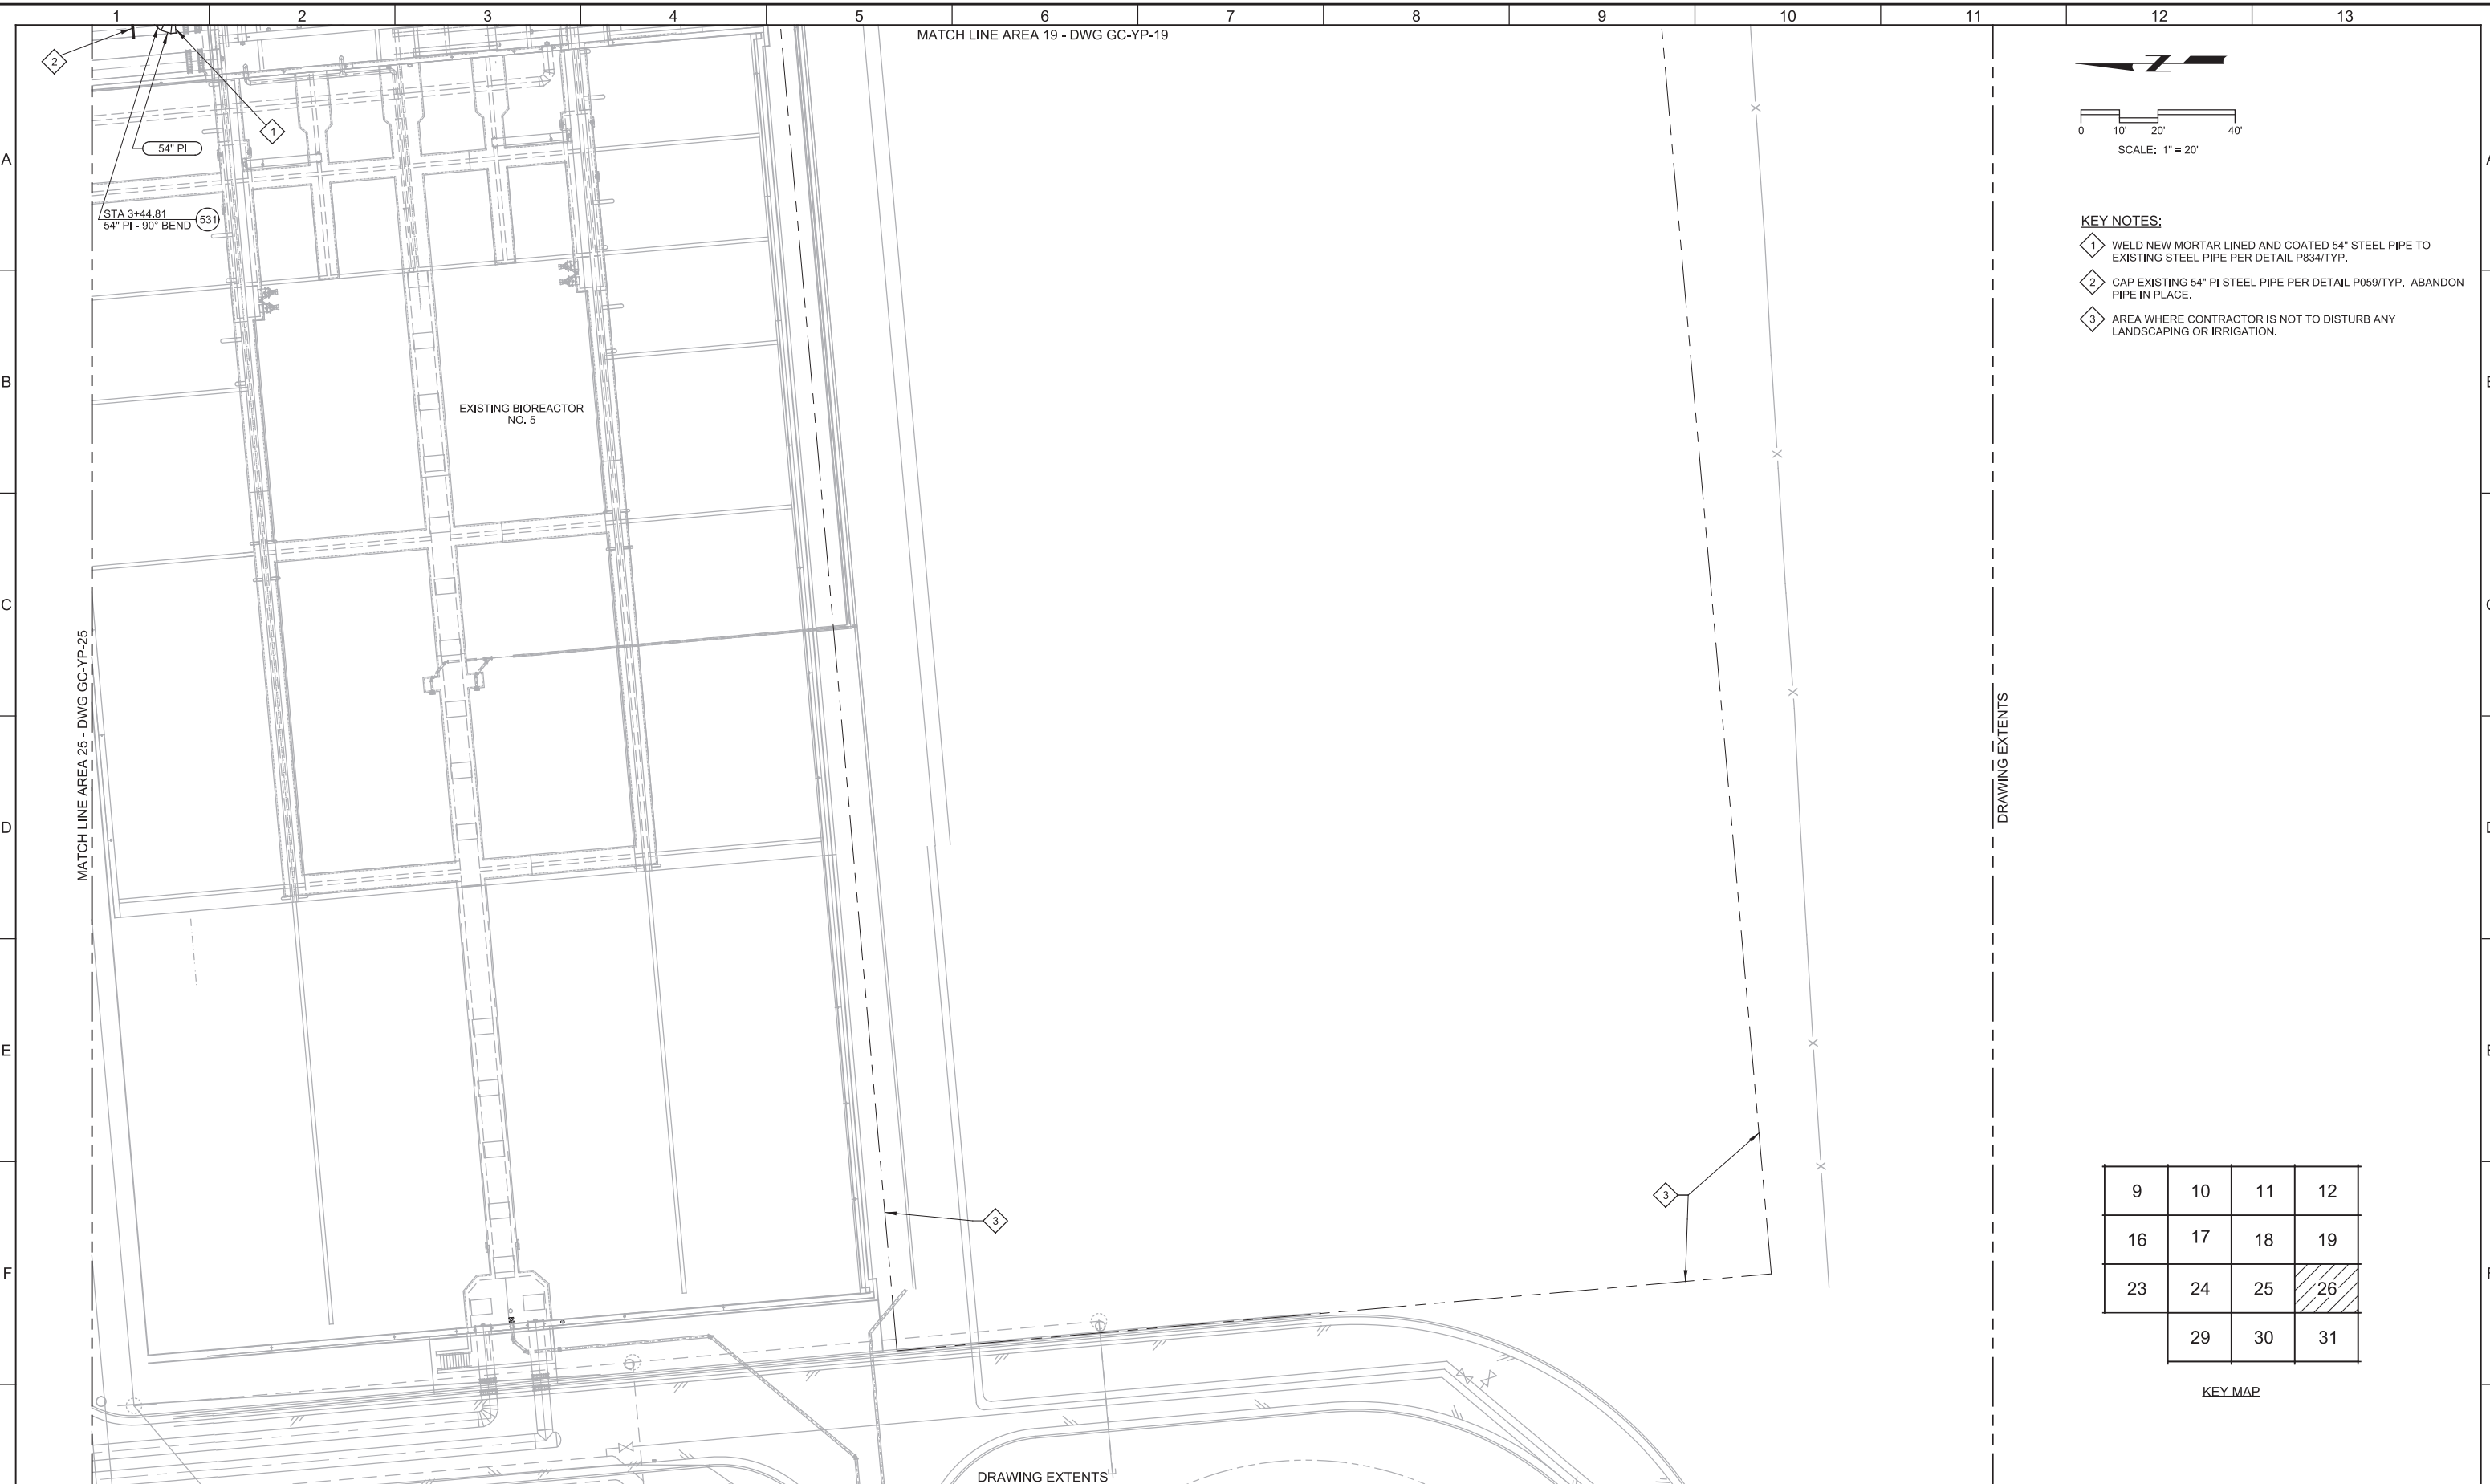 1 2 3 4 5 6 7 8 9 10 11 12 13
MATCH LINE AREA 19 - DWG GC-YP-19
2
1
54" PI
STA 3+44.81
54" PI - 90° BEND
531
0 10' 20' 40'
SCALE: 1" = 20'
KEY NOTES:
1 WELD NEW MORTAR LINED AND COATED 54" STEEL PIPE TO
EXISTING STEEL PIPE PER DETAIL P834/TYP.
2 CAP EXISTING 54" PI STEEL PIPE PER DETAIL P059/TYP. ABANDON
PIPE IN PLACE.
3 AREA WHERE CONTRACTOR IS NOT TO DISTURB ANY
LANDSCAPING OR IRRIGATION.
A
B
C
D
E
F
EXISTING BIOREACTOR
NO. 5
MATCH LINE AREA 25 - DWG GC-YP-25
DRAWING EXTENTS
3
3
9 10 11 12
16 17 18 19
23 24 25 26
29 30 31
KEY MAP
DRAWING EXTENTS